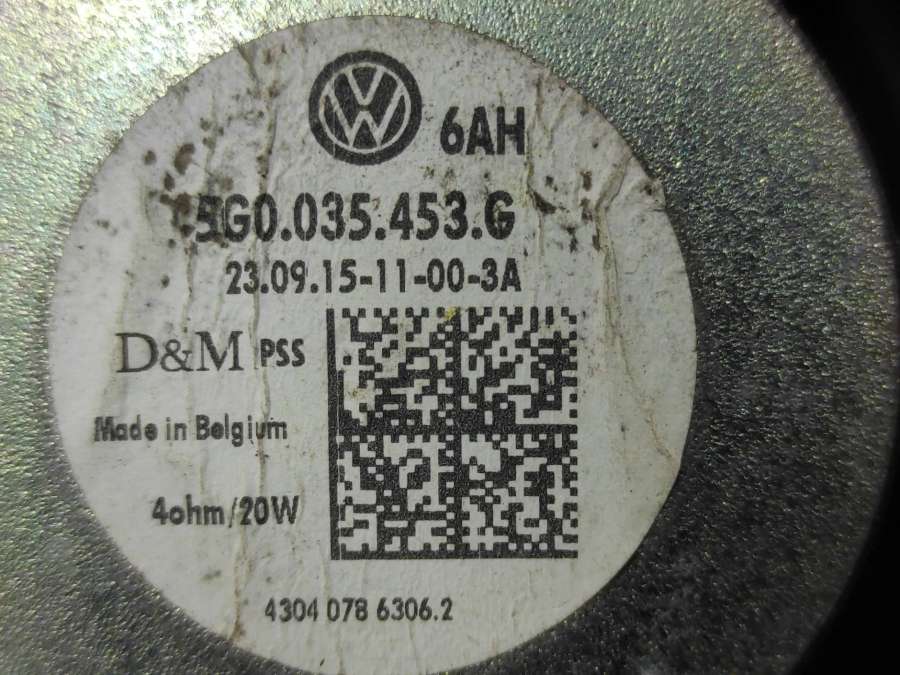 6AH
5G0.035.453.G
23.09.15-11-00-3A
D&M PSS
Made in Belgium
4ohm/20W
4304 078 6306.2